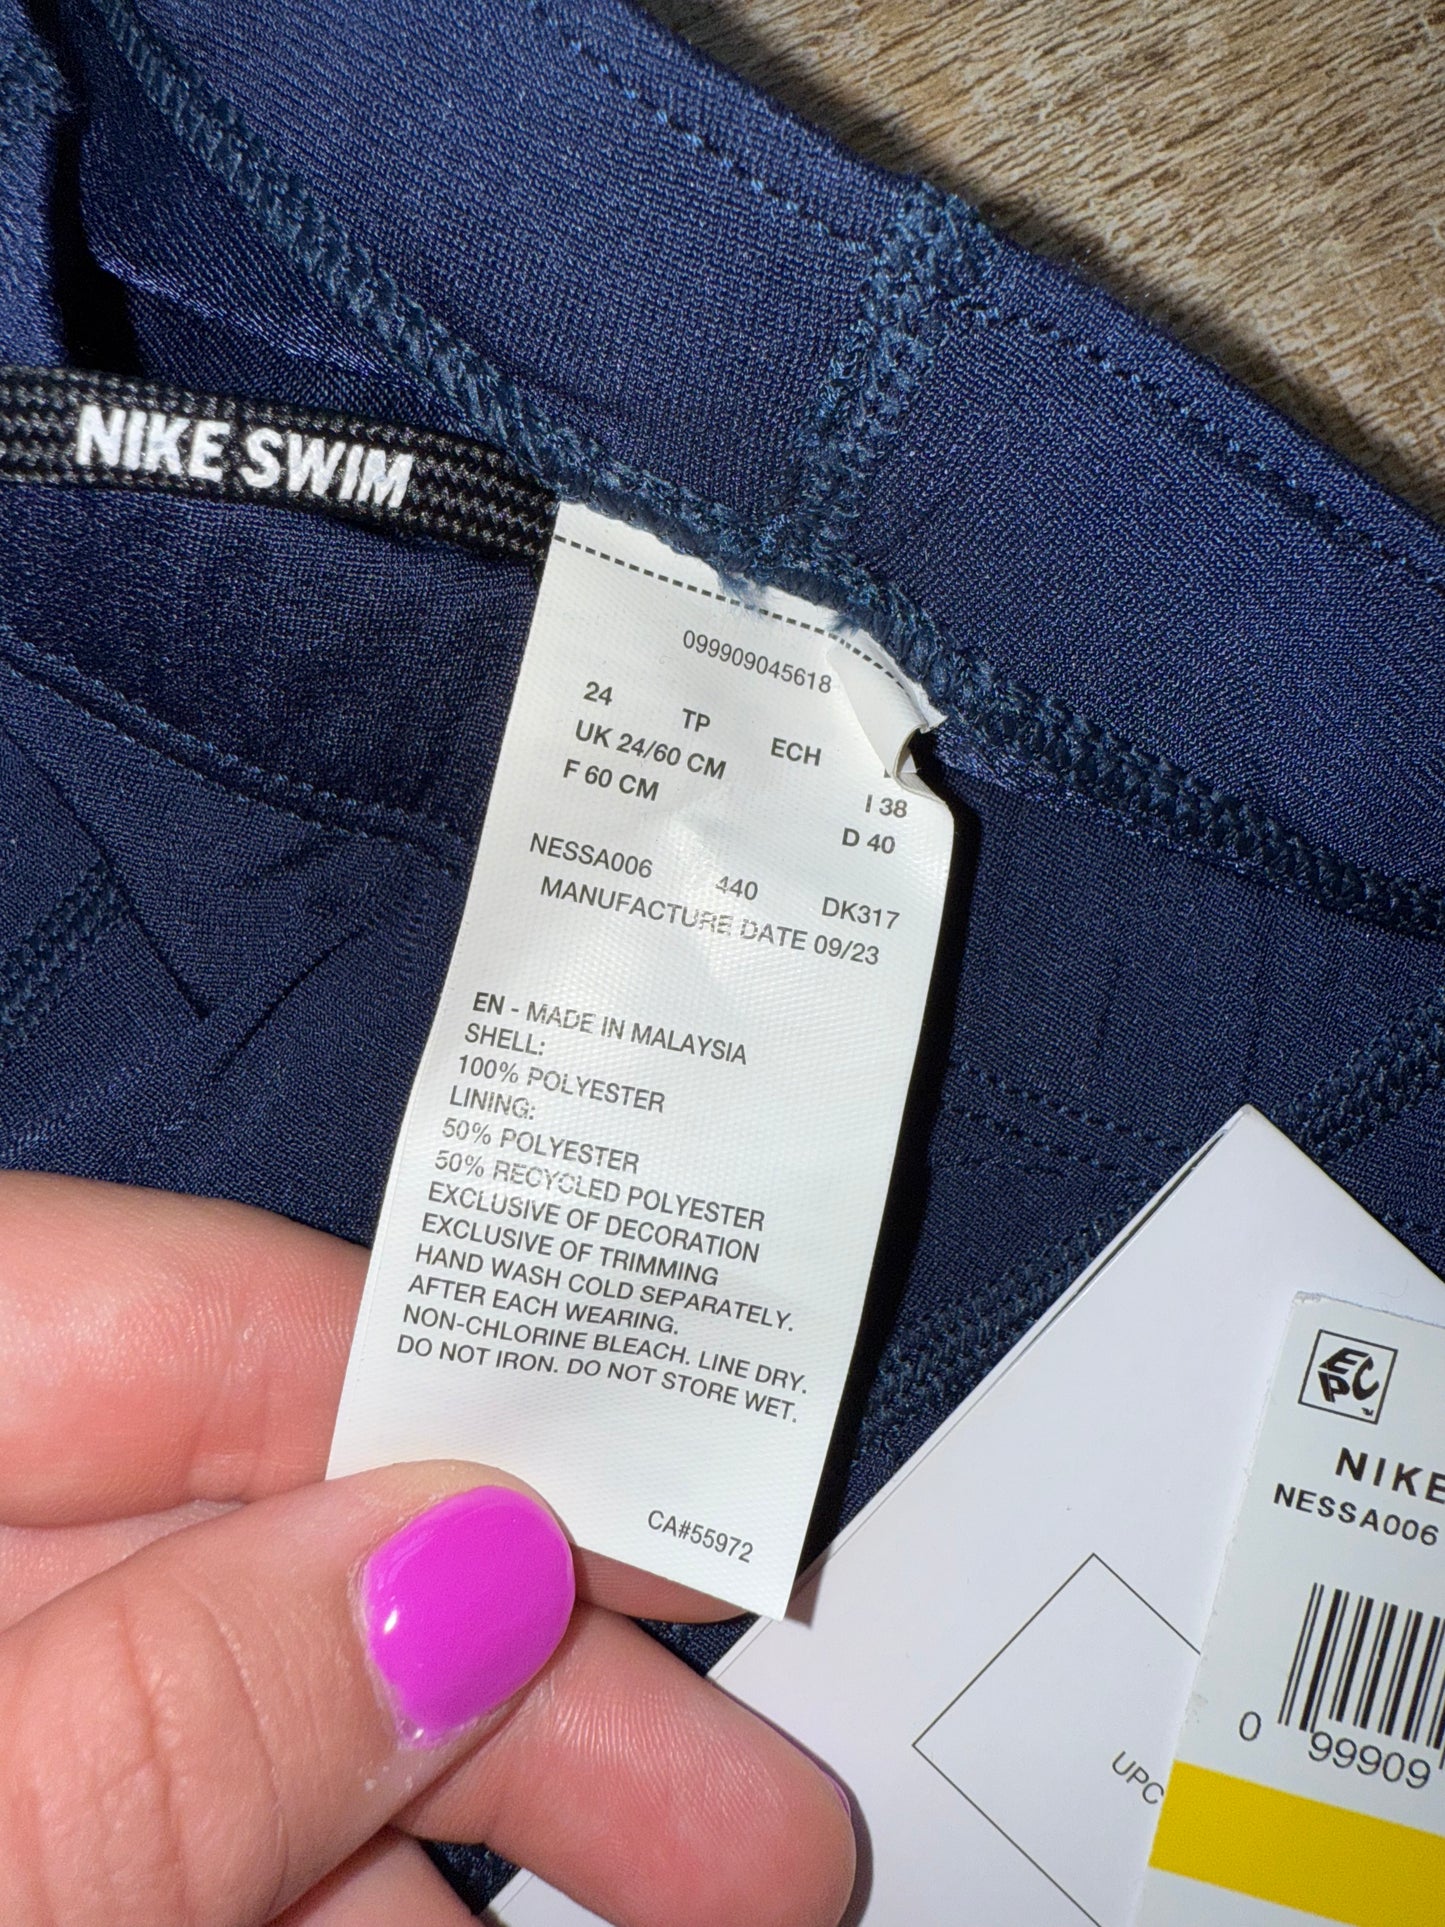 NIKE SWIM
099909045618
24 TP ECH
UK 24/60 CM
F 60 CM I 38
D 40
NESSA006 440 DK317
MANUFACTURE DATE 09/23
EN - MADE IN MALAYSIA
SHELL:
100% POLYESTER
LINING:
50% POLYESTER
50% RECYCLED POLYESTER
EXCLUSIVE OF DECORATION
EXCLUSIVE OF TRIMMING
HAND WASH COLD SEPARATELY.
AFTER EACH WEARING.
NON-CHLORINE BLEACH. LINE DRY.
DO NOT IRON. DO NOT STORE WET.
CA#55972
EPC
TM
NIKE
NESSA006
0 99909
UPC